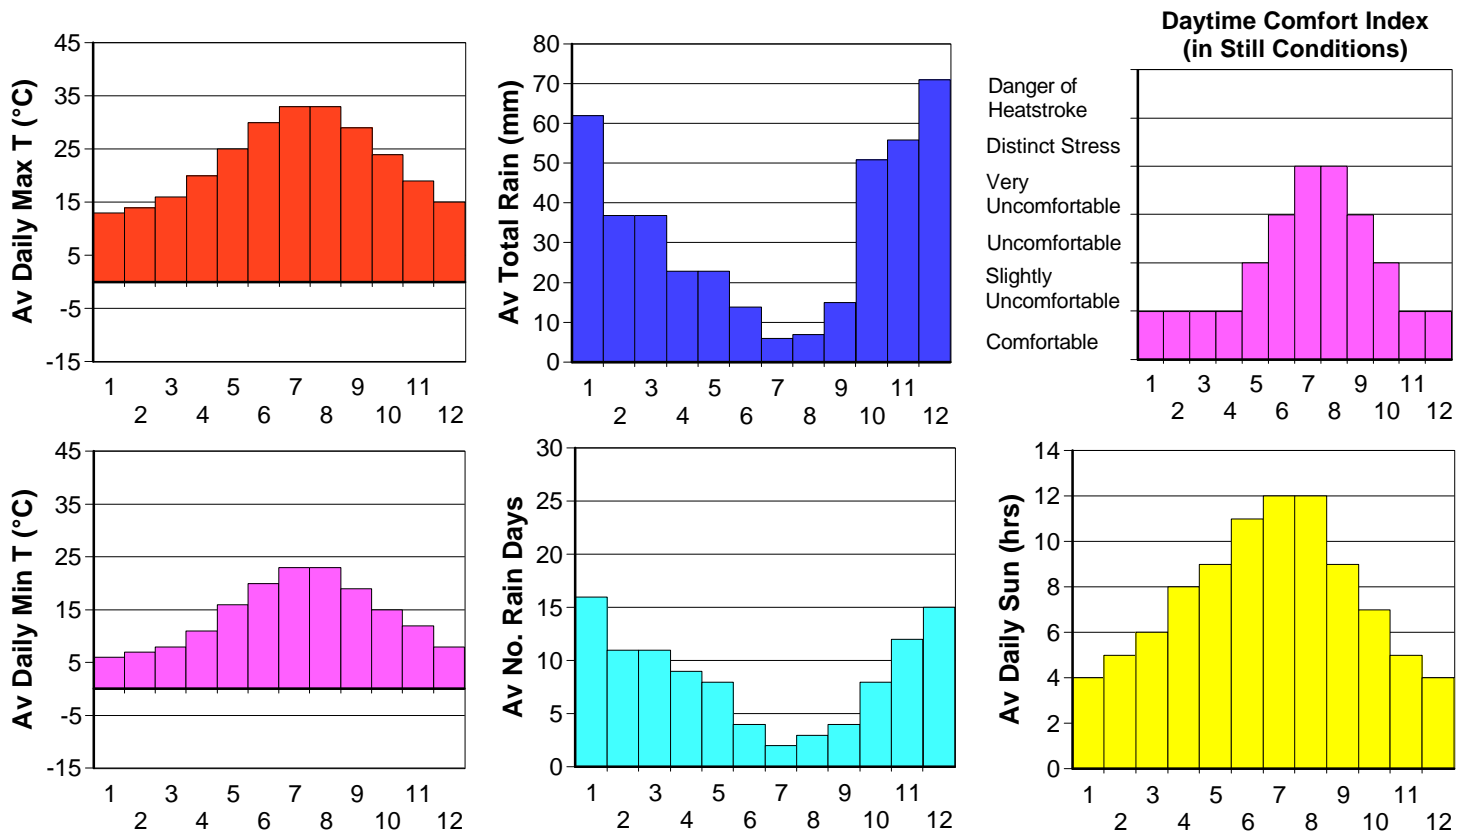 Av Daily Max T (°C)
45
35
25
15
5
-5
-15
1 3 5 7 9 11
2 4 6 8 10 12
Av Total Rain (mm)
80
70
60
50
40
30
20
10
0
1 3 5 7 9 11
2 4 6 8 10 12
Daytime Comfort Index
(in Still Conditions)
Danger of
Heatstroke
Distinct Stress
Very
Uncomfortable
Uncomfortable
Slightly
Uncomfortable
Comfortable
1 3 5 7 9 11
2 4 6 8 10 12
Av Daily Min T (°C)
45
35
25
15
5
-5
-15
1 3 5 7 9 11
2 4 6 8 10 12
Av No. Rain Days
30
25
20
15
10
5
0
1 3 5 7 9 11
2 4 6 8 10 12
Av Daily Sun (hrs)
14
12
10
8
6
4
2
0
1 3 5 7 9 11
2 4 6 8 10 12